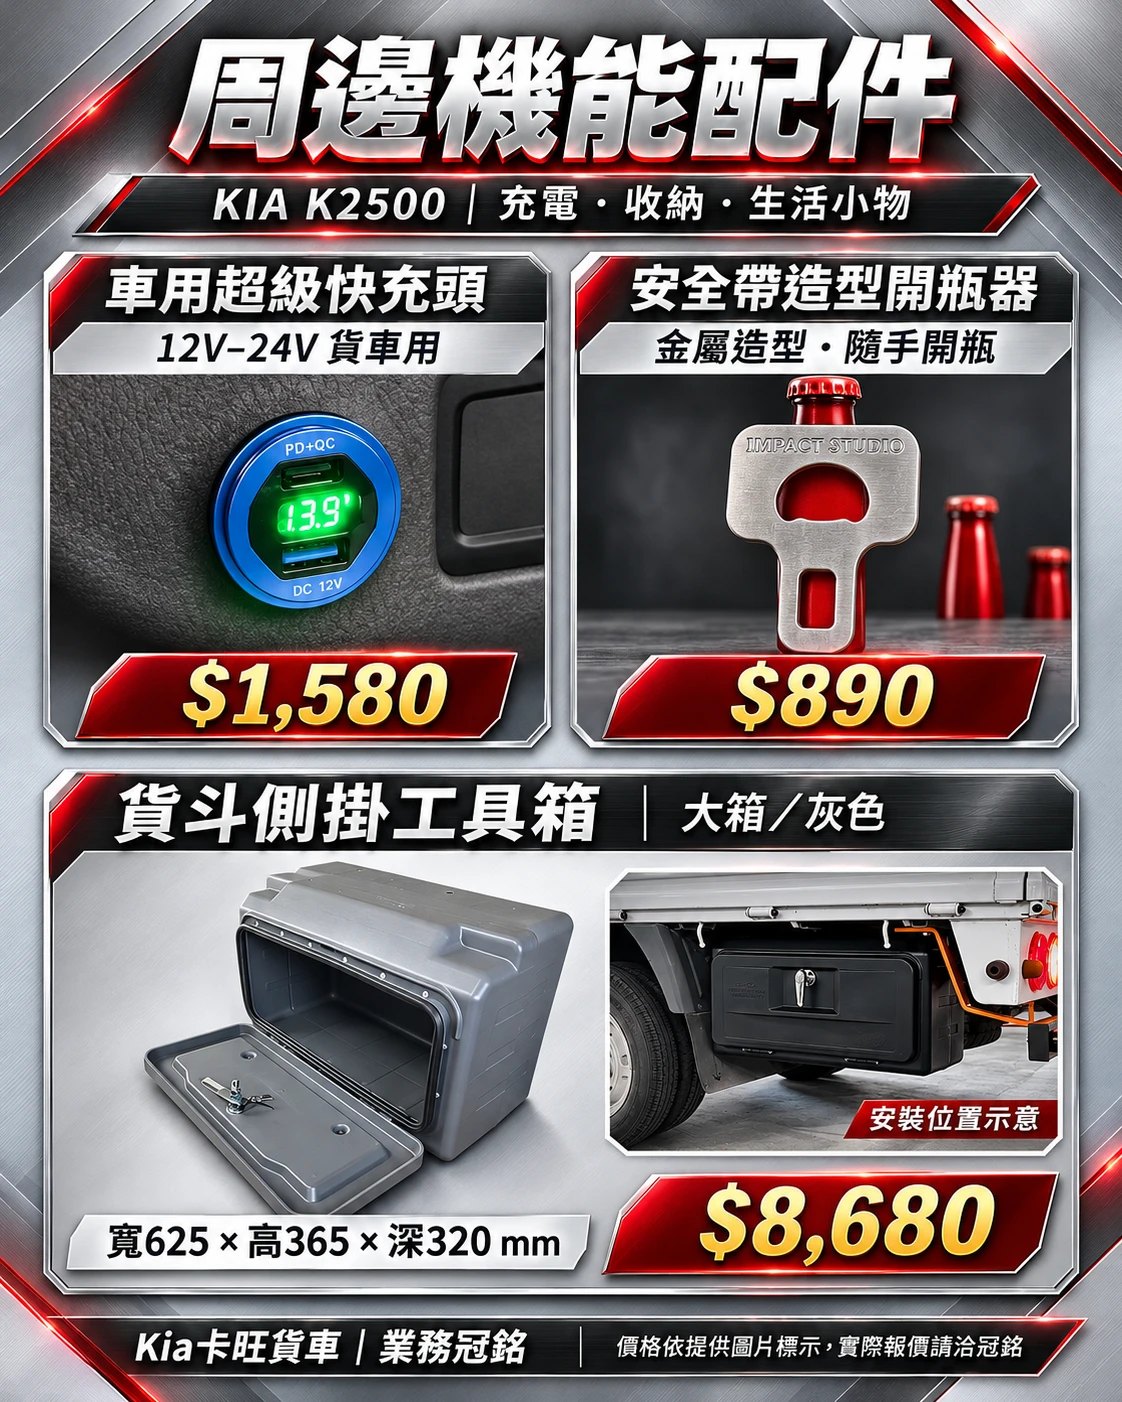 周邊機能配件
KIA K2500｜充電・收納・生活小物
車用超級快充頭
12V–24V 貨車用
PD+QC
13.9
DC 12V
$1,580
安全帶造型開瓶器
金屬造型・隨手開瓶
IMPACT STUDIO
$890
貨斗側掛工具箱｜大箱／灰色
安裝位置示意
寬625 × 高365 × 深320 mm
$8,680
Kia卡旺貨車｜業務冠銘｜價格依提供圖片標示，實際報價請洽冠銘